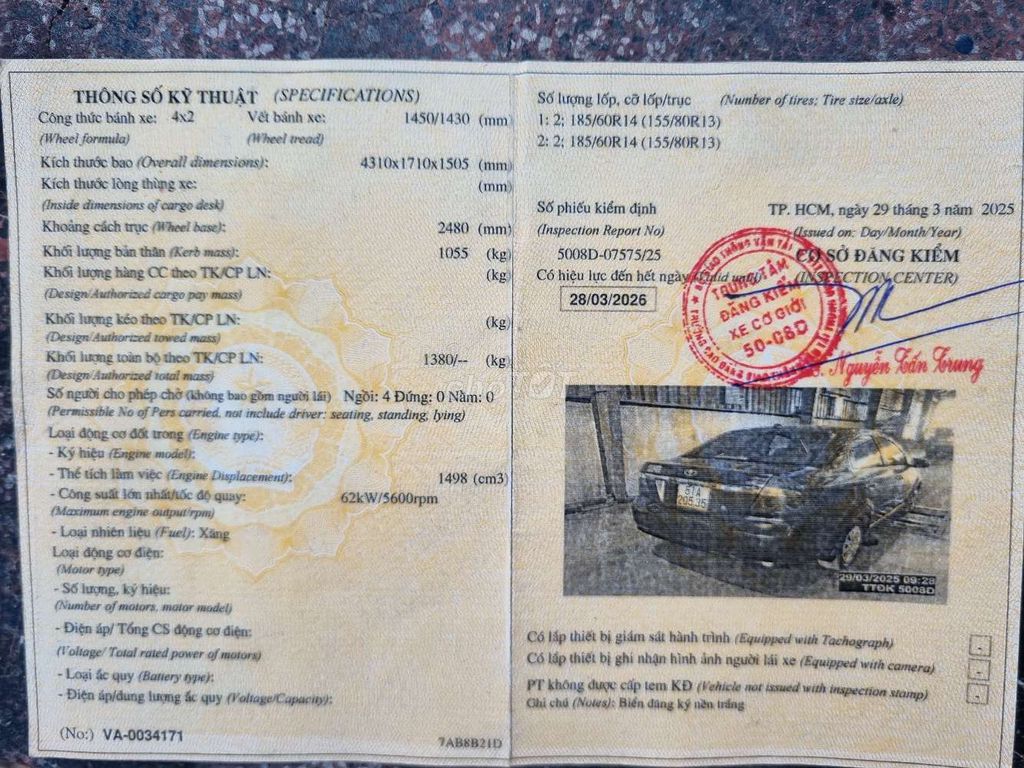 THÔNG SỐ KỸ THUẬT (SPECIFICATIONS)
Công thức bánh xe: 4x2 Vết bánh xe: 1450/1430 (mm)
(Wheel formula) (Wheel tread)
Kích thước bao (Overall dimensions): 4310x1710x1505 (mm)
Kích thước lòng thùng xe: (mm)
(Inside dimensions of cargo desk)
Khoảng cách trục (Wheel base): 2480 (mm)
Khối lượng bản thân (Kerb mass): 1055 (kg)
Khối lượng hàng CC theo TK/CP LN: (kg)
(Design/Authorized cargo pay mass)
Khối lượng kéo theo TK/CP LN: (kg)
(Design/Authorized towed mass)
Khối lượng toàn bộ theo TK/CP LN: 1380/-- (kg)
(Design/Authorized total mass)
Số người cho phép chở (không bao gồm người lái) Ngồi: 4 Đứng: 0 Nằm: 0
(Permissible No of Pers carried, not include driver: seating, standing, lying)
Loại động cơ đốt trong (Engine type):
- Ký hiệu (Engine model):
- Thể tích làm việc (Engine Displacement): 1498 (cm3)
- Công suất lớn nhất/tốc độ quay: 62kW/5600rpm
(Maximum engine output/rpm)
- Loại nhiên liệu (Fuel): Xăng
Loại động cơ điện:
(Motor type)
- Số lượng, ký hiệu:
(Number of motors, motor model)
- Điện áp/ Tổng CS động cơ điện:
(Voltage/ Total rated power of motors)
- Loại ắc quy (Battery type):
- Điện áp/dung lượng ắc quy (Voltage/Capacity):
(No:) VA-0034171
7AB8B21D
Số lượng lốp, cỡ lốp/trục (Number of tires; Tire size/axle)
1: 2; 185/60R14 (155/80R13)
2: 2; 185/60R14 (155/80R13)
Số phiếu kiểm định
(Inspection Report No)
5008D-07575/25
Có hiệu lực đến hết ngày (Valid until)
28/03/2026
TP. HCM, ngày 29 tháng 3 năm 2025
(Issued on: Day/Month/Year)
CƠ SỞ ĐĂNG KIỂM
(INSPECTION CENTER)
TRUNG TÂM
ĐĂNG KIỂM
XE CƠ GIỚI
50-08D
Nguyễn Tấn Trung
51A
205.35
29/03/2025 09:28
TTĐK 5008D
Có lắp thiết bị giám sát hành trình (Equipped with Tachograph)
Có lắp thiết bị ghi nhận hình ảnh người lái xe (Equipped with camera)
PT không được cấp tem KĐ (Vehicle not issued with inspection stamp)
Ghi chú (Notes): Biển đăng ký nền trắng